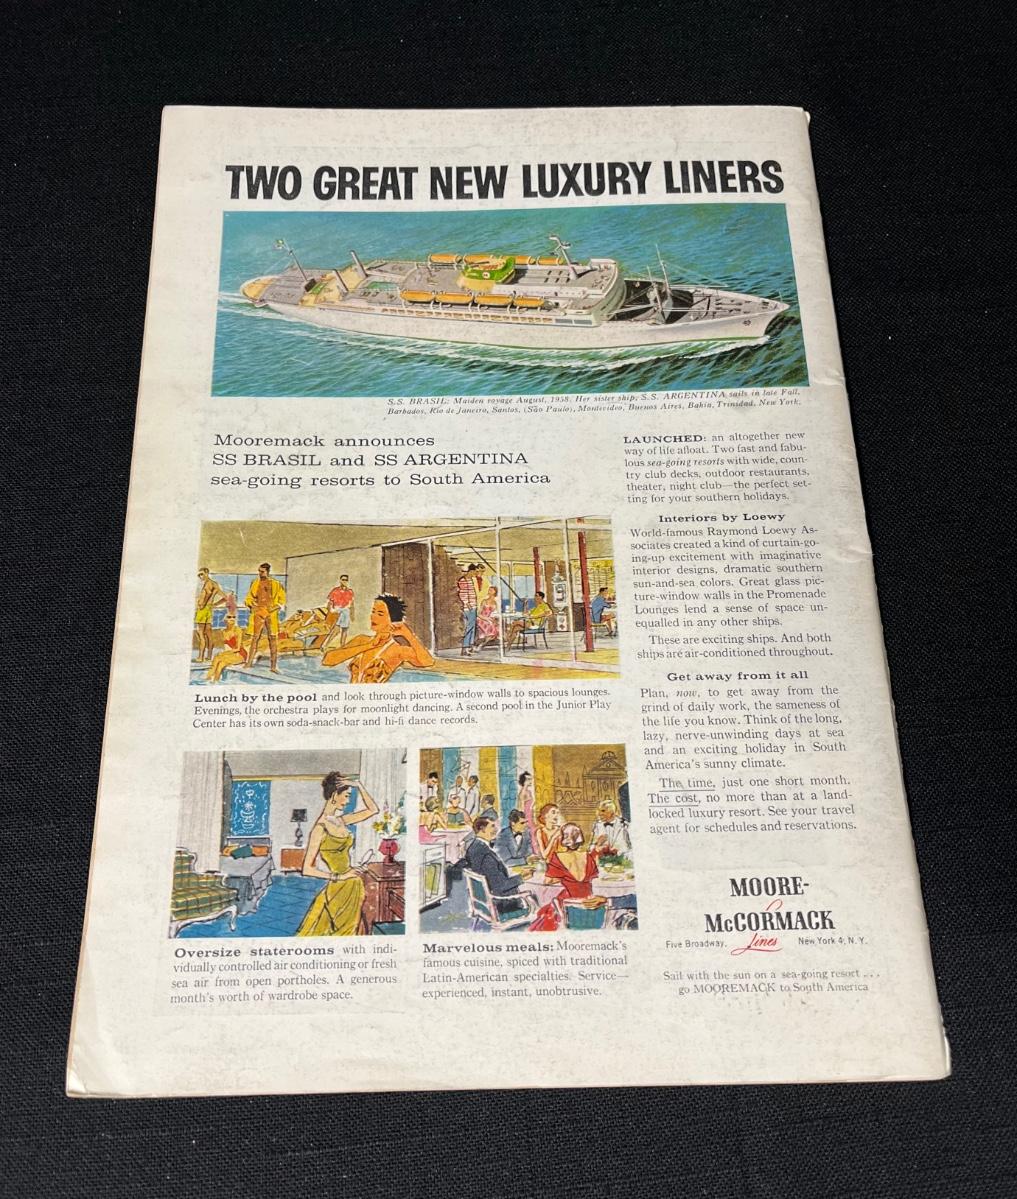 TWO GREAT NEW LUXURY LINERS
S.S. BRASIL: Maiden voyage August, 1958. Her sister ship, S.S. ARGENTINA sails in late Fall.
Barbados, Rio de Janeiro, Santos, (São Paulo), Montevideo, Buenos Aires, Bahia, Trinidad, New York.
Mooremack announces
SS BRASIL and SS ARGENTINA
sea-going resorts to South America
Lunch by the pool and look through picture-window walls to spacious lounges.
Evenings, the orchestra plays for moonlight dancing. A second pool in the Junior Play
Center has its own soda-snack-bar and hi-fi dance records.
Oversize staterooms with indi-
vidually controlled air conditioning or fresh
sea air from open portholes. A generous
month's worth of wardrobe space.
Marvelous meals: Mooremack's
famous cuisine, spiced with traditional
Latin-American specialties. Service—
experienced, instant, unobtrusive.
LAUNCHED: an altogether new
way of life afloat. Two fast and fabu-
lous sea-going resorts with wide, coun-
try club decks, outdoor restaurants,
theater, night club—the perfect set-
ting for your southern holidays.
Interiors by Loewy
World-famous Raymond Loewy As-
sociates created a kind of curtain-go-
ing-up excitement with imaginative
interior designs, dramatic southern
sun-and-sea colors. Great glass pic-
ture-window walls in the Promenade
Lounges lend a sense of space un-
equalled in any other ships.
These are exciting ships. And both
ships are air-conditioned throughout.
Get away from it all
Plan, now, to get away from the
grind of daily work, the sameness of
the life you know. Think of the long,
lazy, nerve-unwinding days at sea
and an exciting holiday in South
America's sunny climate.
The time, just one short month.
The cost, no more than at a land-
locked luxury resort. See your travel
agent for schedules and reservations.
MOORE-
McCORMACK
Five Broadway, Lines New York 4, N. Y.
Sail with the sun on a sea-going resort . . .
go MOOREMACK to South America